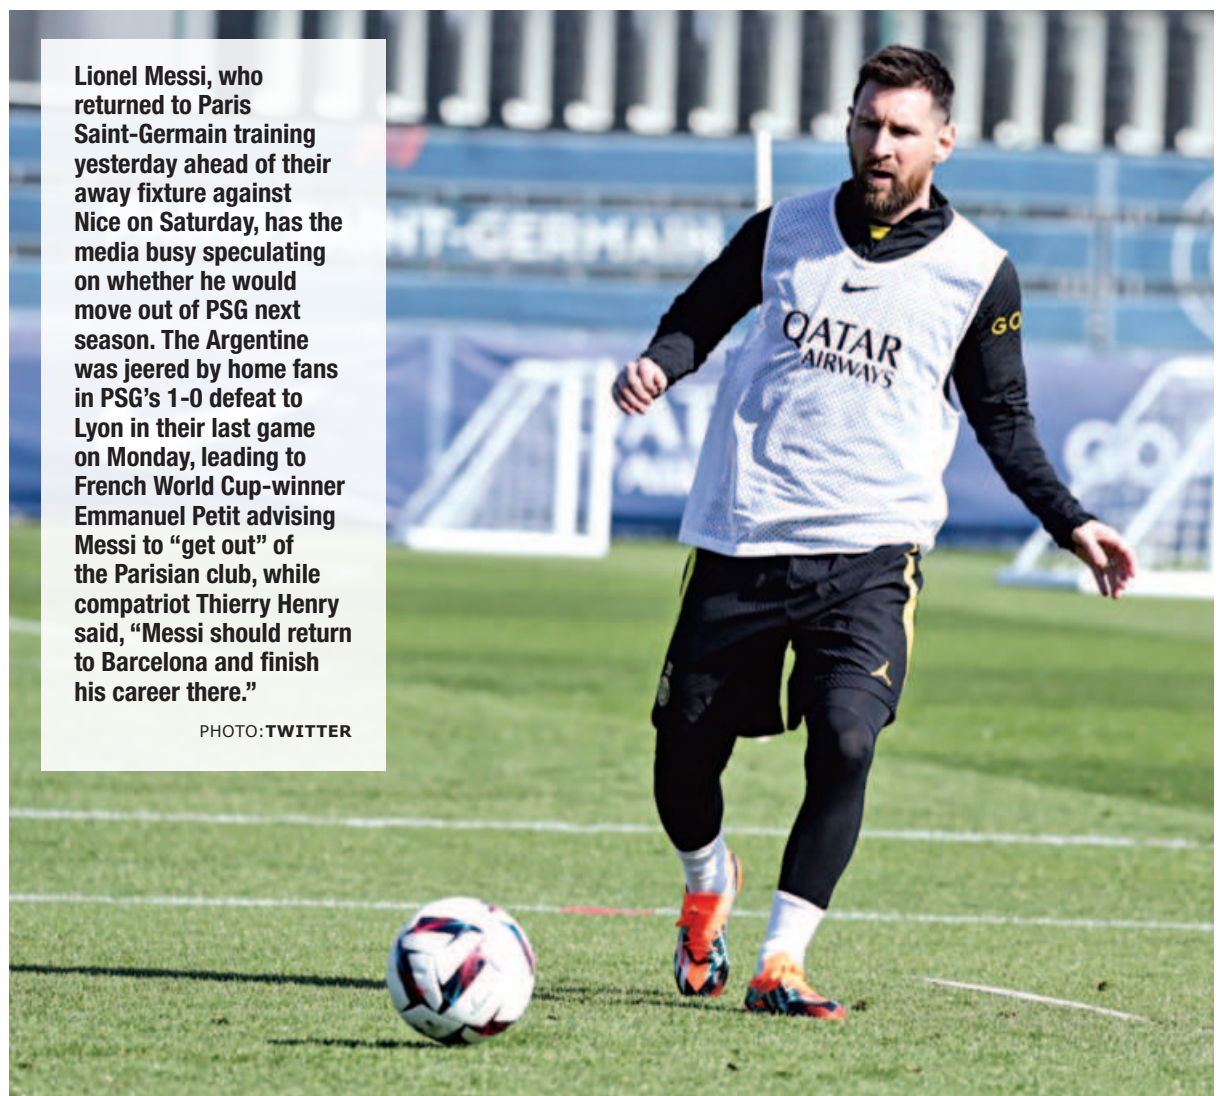 Lionel Messi, who
returned to Paris
Saint-Germain training
yesterday ahead of their
away fixture against
Nice on Saturday, has the
media busy speculating
on whether he would
move out of PSG next
season. The Argentine
was jeered by home fans
in PSG’s 1-0 defeat to
Lyon in their last game
on Monday, leading to
French World Cup-winner
Emmanuel Petit advising
Messi to “get out” of
the Parisian club, while
compatriot Thierry Henry
said, “Messi should return
to Barcelona and finish
his career there.”
PHOTO:TWITTER
NT-GERMAIN
QATAR
AIRWAYS
GO